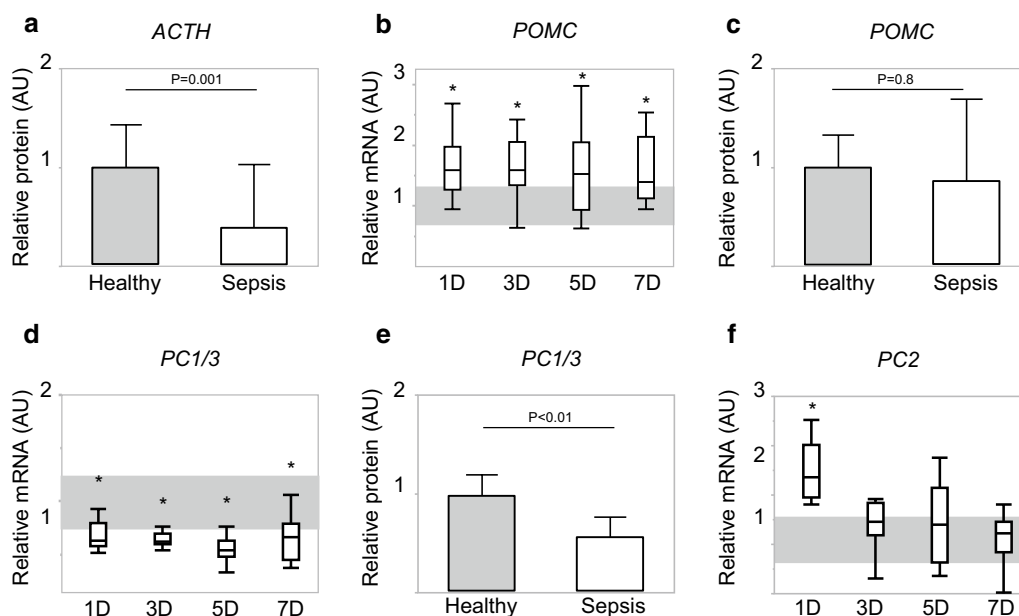 a
ACTH
Relative protein (AU)
2
1
P=0.001
Healthy Sepsis
b
POMC
Relative mRNA (AU)
3
2
1
* * * *
1D 3D 5D 7D
c
POMC
Relative protein (AU)
2
1
P=0.8
Healthy Sepsis
d
PC1/3
Relative mRNA (AU)
2
1
* * * *
1D 3D 5D 7D
e
PC1/3
Relative protein (AU)
2
1
P<0.01
Healthy Sepsis
f
PC2
Relative mRNA (AU)
3
2
1
*
1D 3D 5D 7D